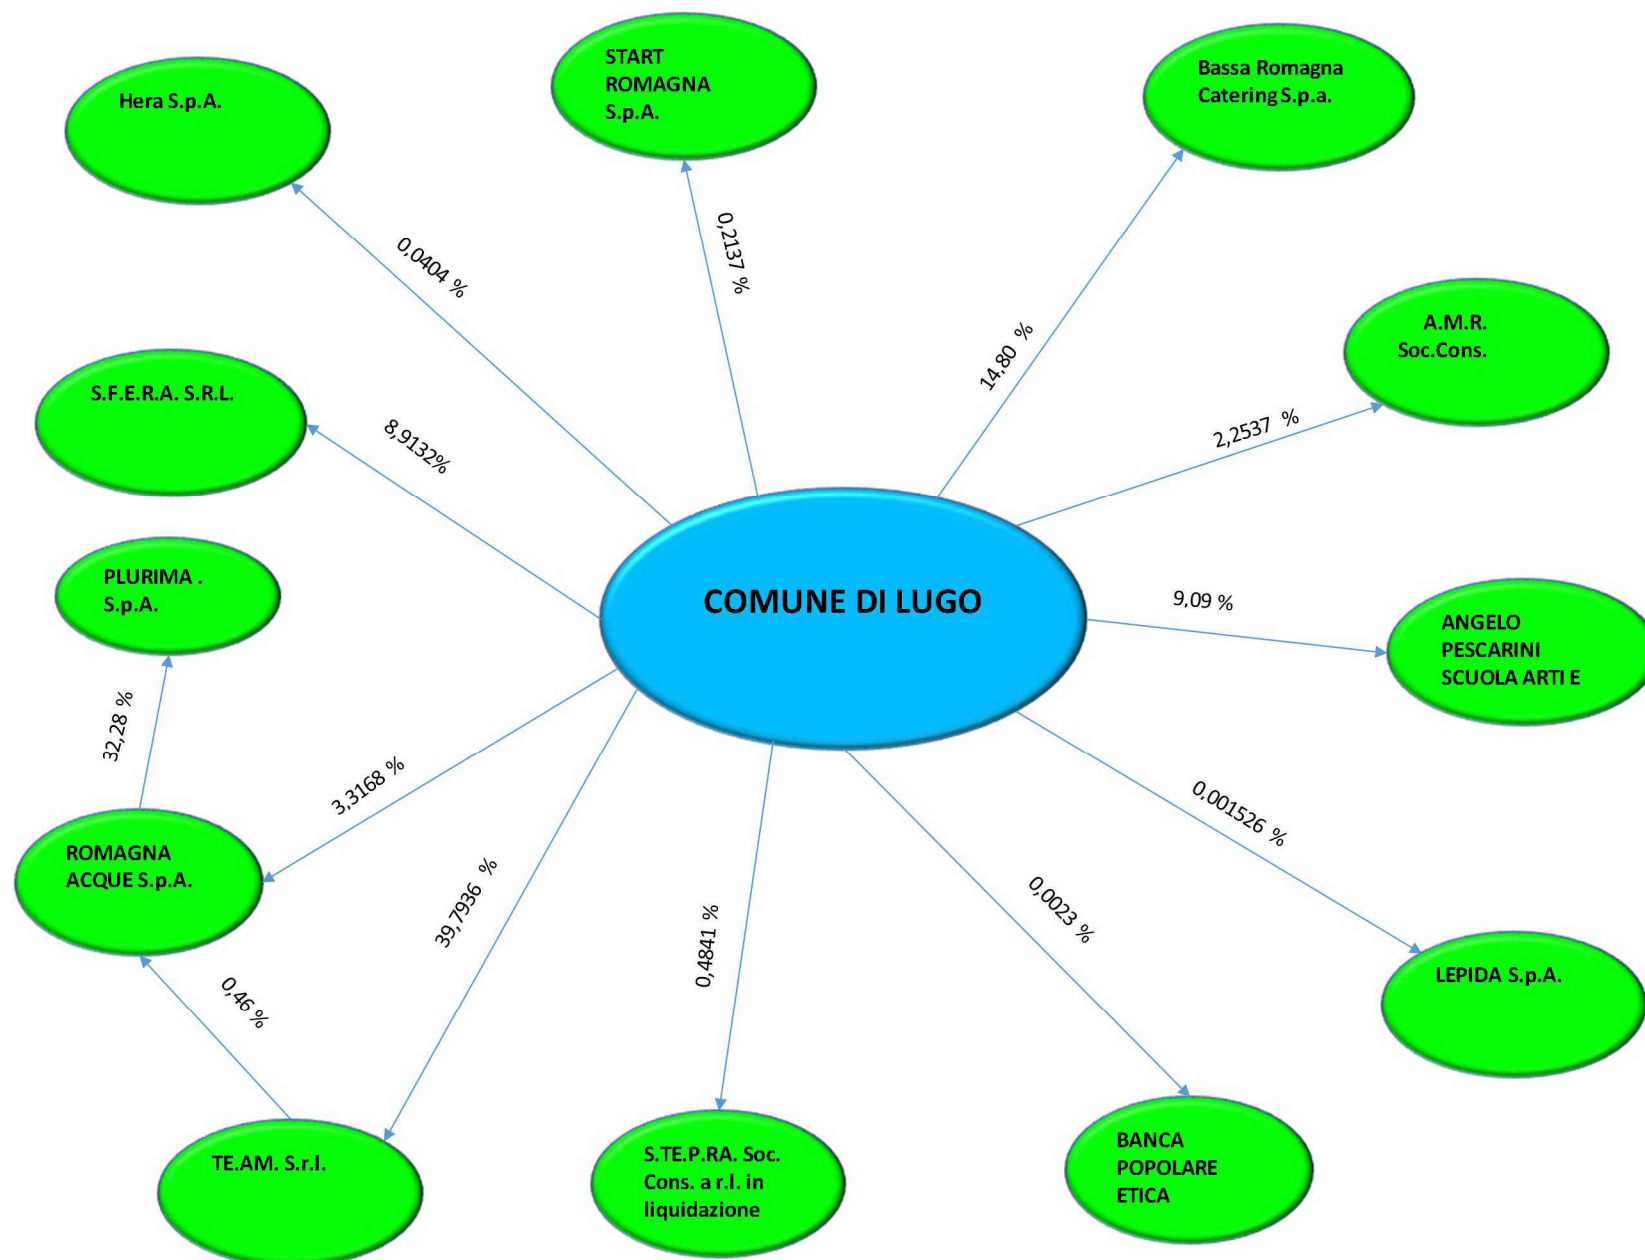 START
ROMAGNA
S.p.A.
Hera S.p.A.
Bassa Romagna
Catering S.p.a.
0,2137 %
0,0404 %
14,80 %
A.M.R.
Soc.Cons.
S.F.E.R.A. S.R.L.
8,9132%
2,2537 %
PLURIMA .
S.p.A.
COMUNE DI LUGO
9,09 %
ANGELO
PESCARINI
SCUOLA ARTI E
32,28 %
3,3168 %
0,001526 %
ROMAGNA
ACQUE S.p.A.
39,7936 %
0,4841 %
0,0023 %
LEPIDA S.p.A.
0,46 %
TE.AM. S.r.l.
S.TE.P.RA. Soc.
Cons. a r.l. in
liquidazione
BANCA
POPOLARE
ETICA